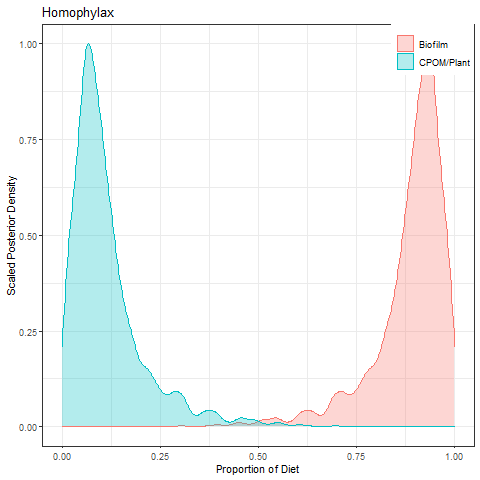 Homophylax
Biofilm
CPOM/Plant
1.00
0.75
0.50
0.25
0.00
Scaled Posterior Density
0.00 0.25 0.50 0.75 1.00
Proportion of Diet